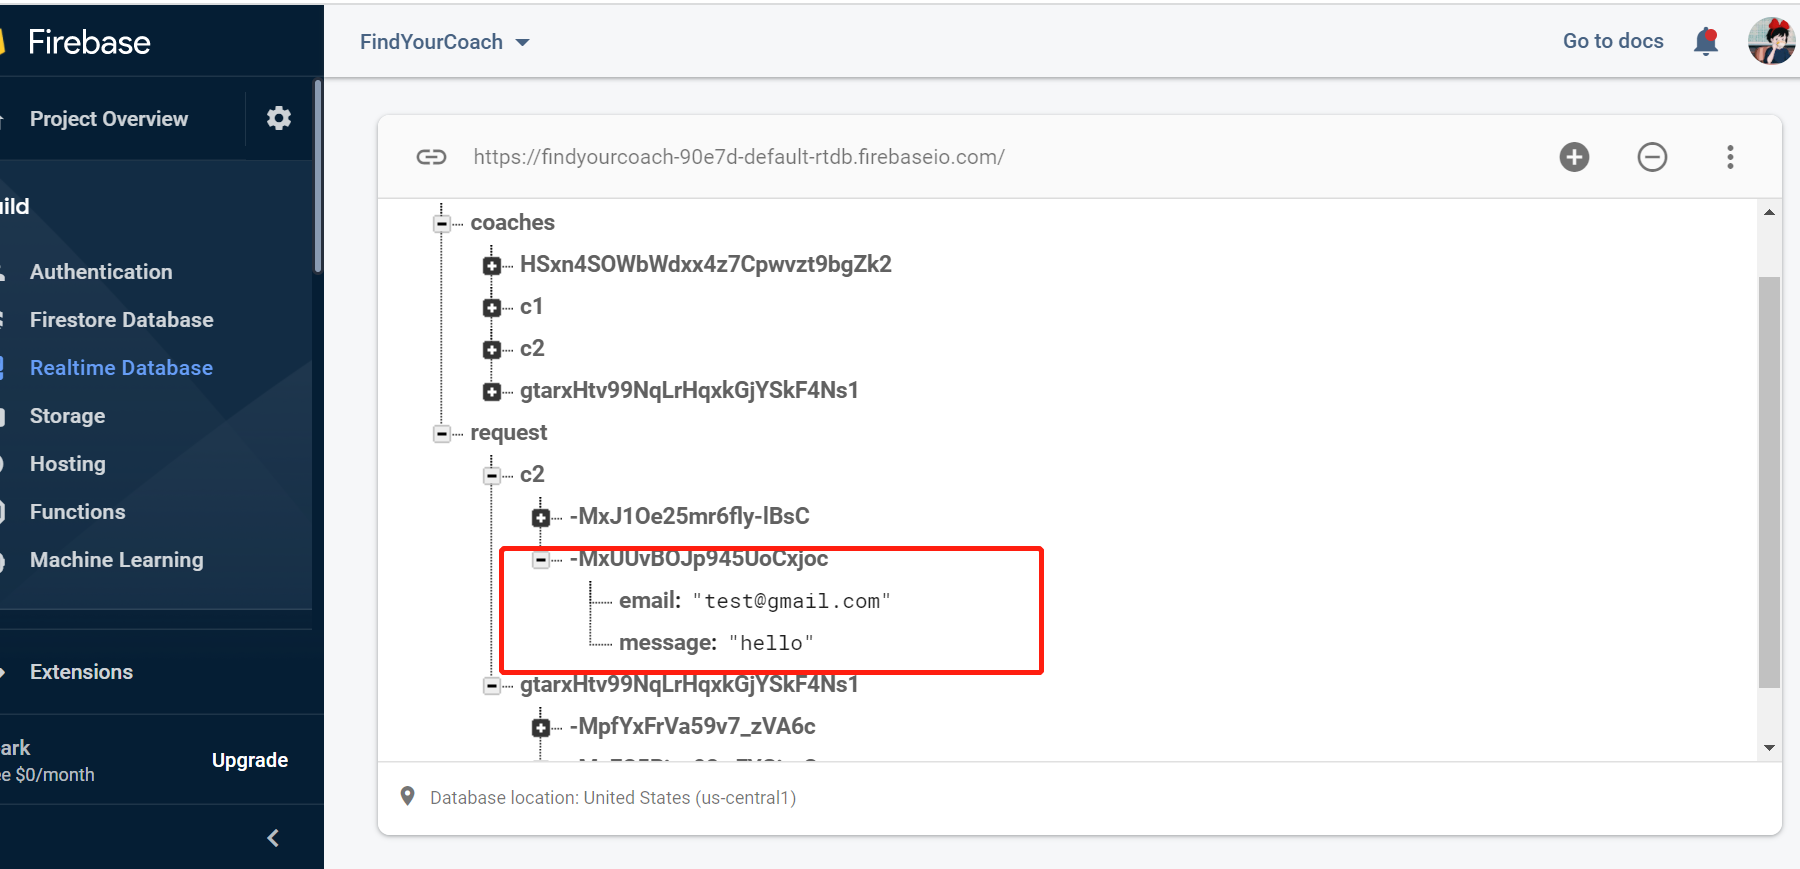 Firebase
FindYourCoach
Go to docs
Project Overview
https://findyourcoach-90e7d-default-rtdb.firebaseio.com/
ild
Authentication
Firestore Database
Realtime Database
Storage
Hosting
Functions
Machine Learning
Extensions
ark
e $0/month
Upgrade
coaches
HSxn4SOWbWdxx4z7Cpwvzt9bgZk2
c1
c2
gtarxHtv99NqLrHqxkGjYSkF4Ns1
request
c2
-MxJ1Oe25mr6fly-lBsC
-MxUUvBOJp945UoCxjoc
email: "test@gmail.com"
message: "hello"
gtarxHtv99NqLrHqxkGjYSkF4Ns1
-MpfYxFrVa59v7_zVA6c
Database location: United States (us-central1)